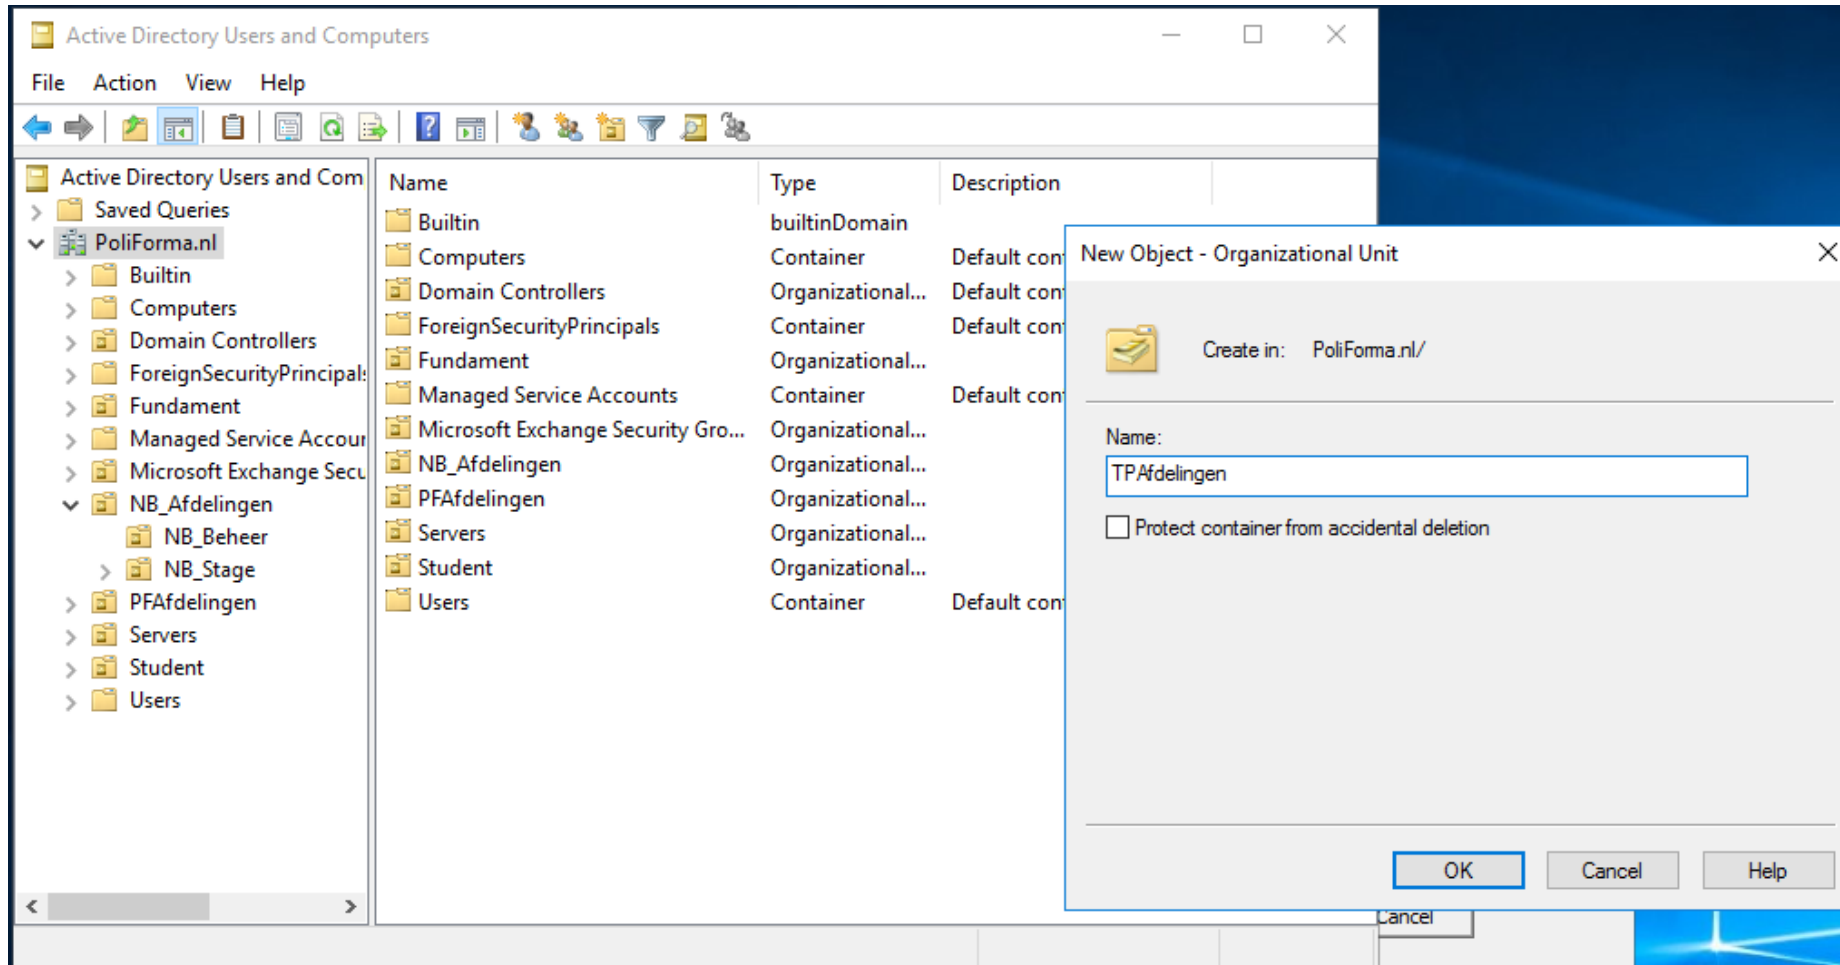 Active Directory Users and Computers
File Action View Help
Active Directory Users and Com
Saved Queries
PoliForma.nl
Builtin
Computers
Domain Controllers
ForeignSecurityPrincipals
Fundament
Managed Service Accour
Microsoft Exchange Secu
NB_Afdelingen
NB_Beheer
NB_Stage
PFAfdelingen
Servers
Student
Users
Name Type Description
Builtin builtinDomain
Computers Container Default con
Domain Controllers Organizational... Default con
ForeignSecurityPrincipals Container Default con
Fundament Organizational...
Managed Service Accounts Container Default con
Microsoft Exchange Security Gro... Organizational...
NB_Afdelingen Organizational...
PFAfdelingen Organizational...
Servers Organizational...
Student Organizational...
Users Container Default con
New Object - Organizational Unit
Create in: PoliForma.nl/
Name:
TPAfdelingen
Protect container from accidental deletion
OK Cancel Help
Cancel